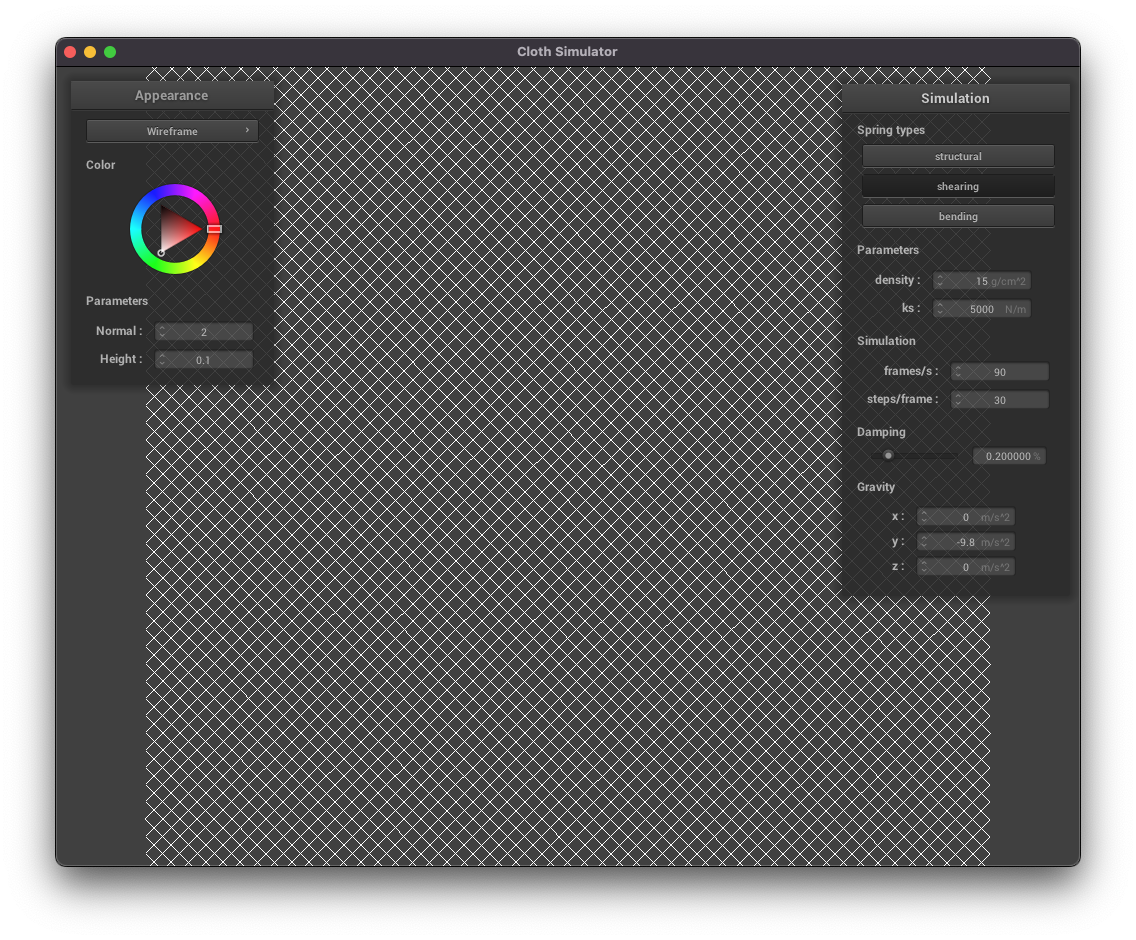 Cloth Simulator
Appearance
Wireframe
Color
Parameters
Normal : 2
Height : 0.1
Simulation
Spring types
structural
shearing
bending
Parameters
density : 15 g/cm^2
ks : 5000 N/m
Simulation
frames/s : 90
steps/frame : 30
Damping
0.200000 %
Gravity
x : 0 m/s^2
y : -9.8 m/s^2
z : 0 m/s^2